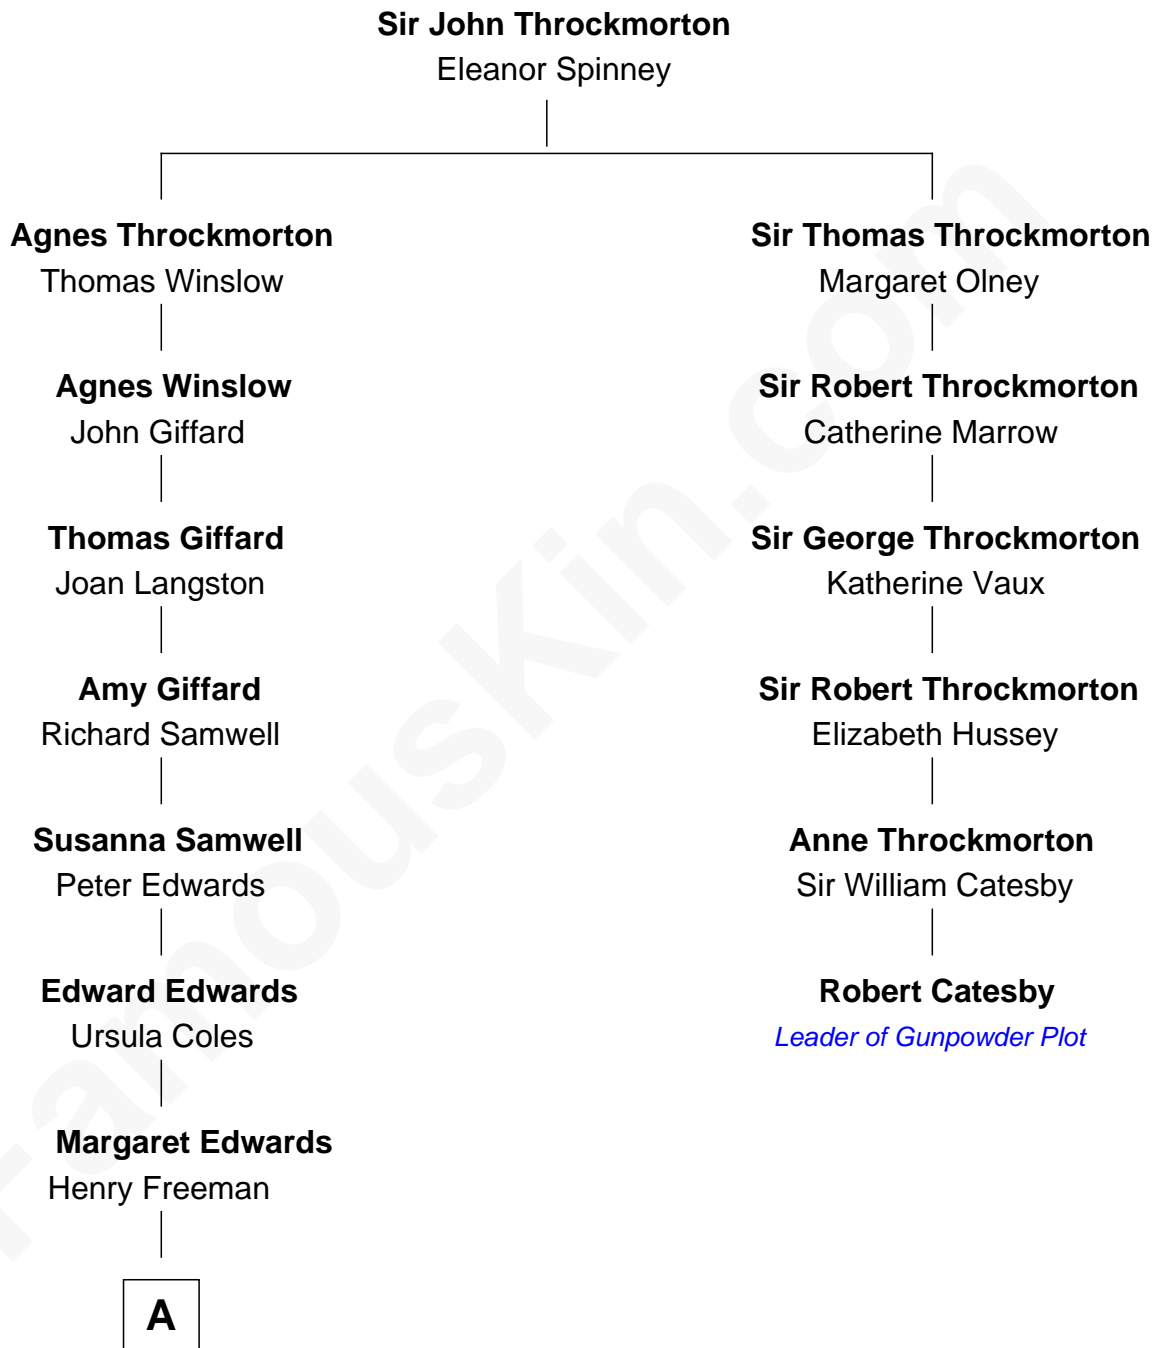 Sir John Throckmorton
Eleanor Spinney
Agnes Throckmorton
Thomas Winslow
Sir Thomas Throckmorton
Margaret Olney
Agnes Winslow
John Giffard
Sir Robert Throckmorton
Catherine Marrow
Thomas Giffard
Joan Langston
Sir George Throckmorton
Katherine Vaux
Amy Giffard
Richard Samwell
Sir Robert Throckmorton
Elizabeth Hussey
Susanna Samwell
Peter Edwards
Anne Throckmorton
Sir William Catesby
Edward Edwards
Ursula Coles
Robert Catesby
Leader of Gunpowder Plot
Margaret Edwards
Henry Freeman
A
FamousKin.com